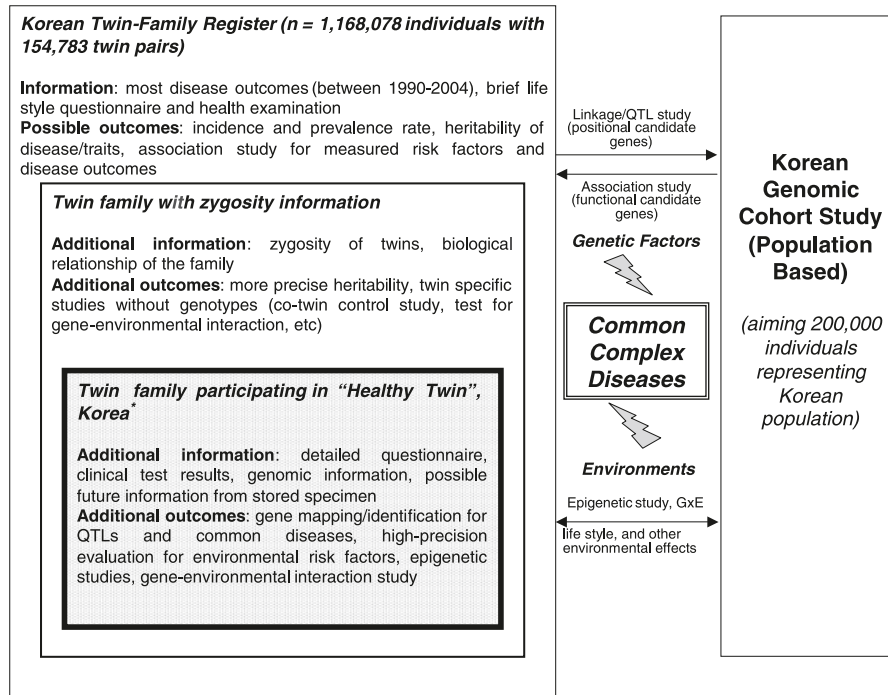 Korean Twin-Family Register (n = 1,168,078 individuals with
154,783 twin pairs)
Information: most disease outcomes (between 1990-2004), brief life
style questionnaire and health examination
Possible outcomes: incidence and prevalence rate, heritability of
disease/traits, association study for measured risk factors and
disease outcomes
Twin family with zygosity information
Additional information: zygosity of twins, biological
relationship of the family
Additional outcomes: more precise heritability, twin specific
studies without genotypes (co-twin control study, test for
gene-environmental interaction, etc)
Twin family participating in “Healthy Twin”,
Korea*
Additional information: detailed questionnaire,
clinical test results, genomic information, possible
future information from stored specimen
Additional outcomes: gene mapping/identification for
QTLs and common diseases, high-precision
evaluation for environmental risk factors, epigenetic
studies, gene-environmental interaction study
Linkage/QTL study
(positional candidate
genes)
Association study
(functional candidate
genes)
Genetic Factors
Common
Complex
Diseases
Environments
Epigenetic study, GxE
life style, and other
environmental effects
Korean
Genomic
Cohort Study
(Population
Based)
(aiming 200,000
individuals
representing
Korean
population)